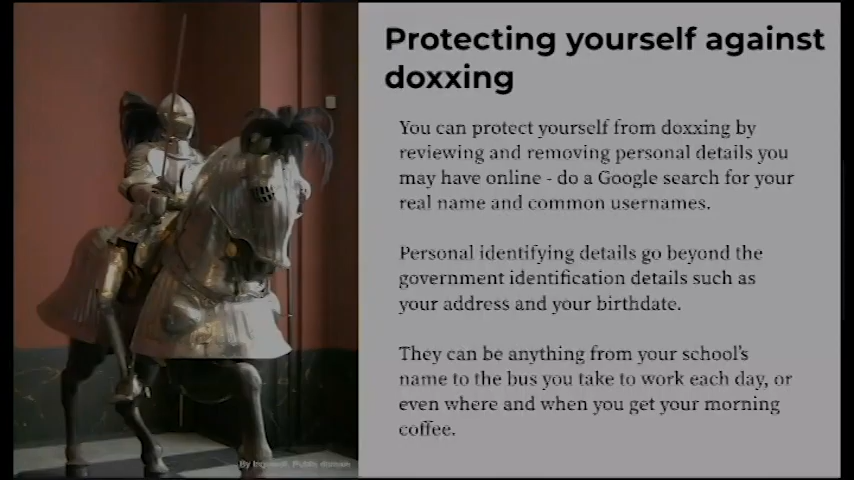 Protecting yourself against
doxxing
You can protect yourself from doxxing by
reviewing and removing personal details you
may have online - do a Google search for your
real name and common usernames.
Personal identifying details go beyond the
government identification details such as
your address and your birthdate.
They can be anything from your school's
name to the bus you take to work each day, or
even where and when you get your morning
coffee.
By Public domain